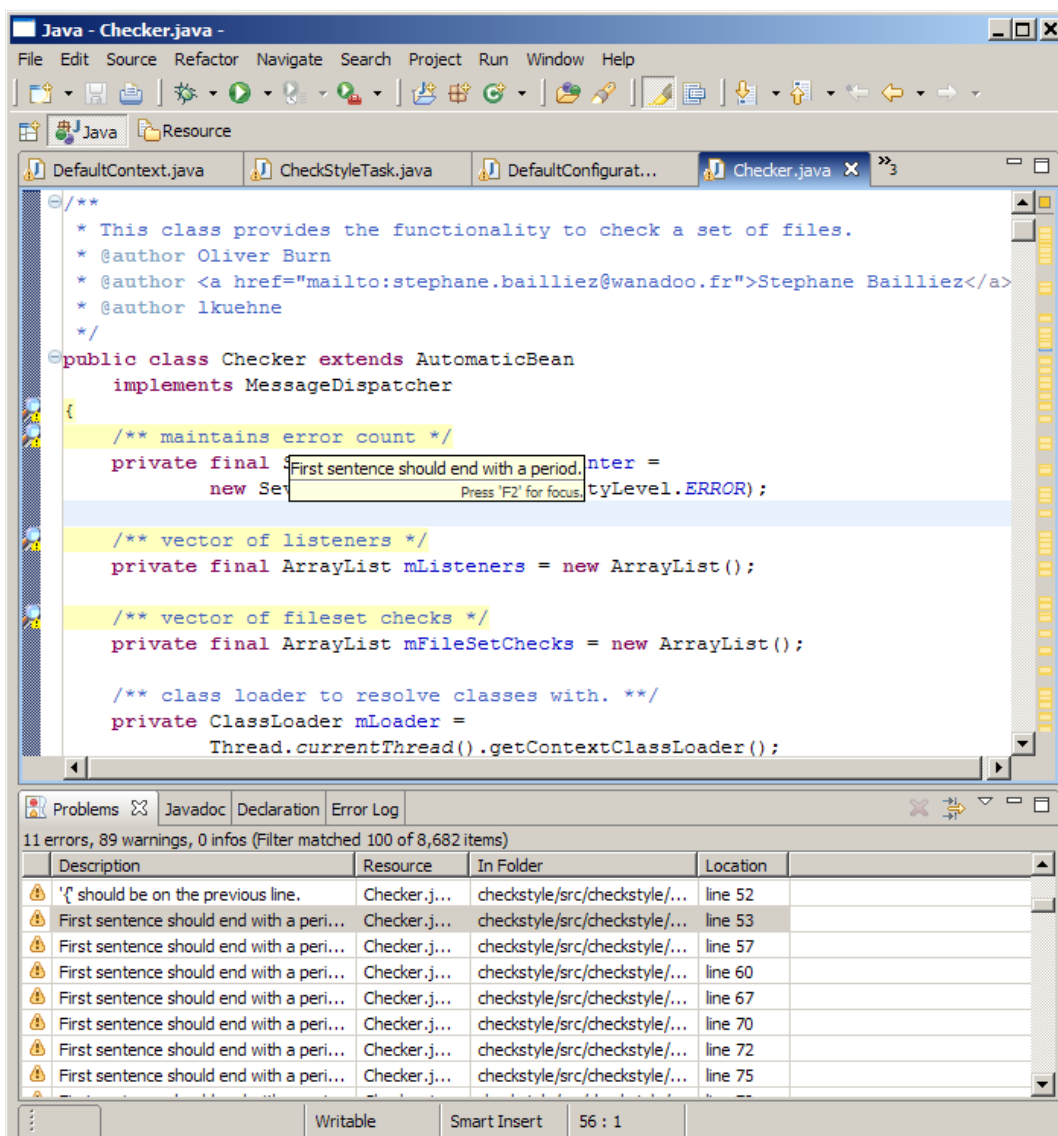 Java - Checker.java -
File Edit Source Refactor Navigate Search Project Run Window Help
Java Resource
DefaultContext.java CheckStyleTask.java DefaultConfigurat... Checker.java »3
/**
* This class provides the functionality to check a set of files.
* @author Oliver Burn
* @author <a href="mailto:stephane.bailliez@wanadoo.fr">Stephane Bailliez</a>
* @author lkuehne
*/
public class Checker extends AutomaticBean
implements MessageDispatcher
{
/** maintains error count */
private final S First sentence should end with a period. nter =
new Sev Press 'F2' for focus. tyLevel.ERROR);
/** vector of listeners */
private final ArrayList mListeners = new ArrayList();
/** vector of fileset checks */
private final ArrayList mFileSetChecks = new ArrayList();
/** class loader to resolve classes with. **/
private ClassLoader mLoader =
Thread.currentThread().getContextClassLoader();
Problems Javadoc Declaration Error Log
11 errors, 89 warnings, 0 infos (Filter matched 100 of 8,682 items)
Description Resource In Folder Location
'{' should be on the previous line. Checker.j... checkstyle/src/checkstyle/... line 52
First sentence should end with a peri... Checker.j... checkstyle/src/checkstyle/... line 53
First sentence should end with a peri... Checker.j... checkstyle/src/checkstyle/... line 57
First sentence should end with a peri... Checker.j... checkstyle/src/checkstyle/... line 60
First sentence should end with a peri... Checker.j... checkstyle/src/checkstyle/... line 67
First sentence should end with a peri... Checker.j... checkstyle/src/checkstyle/... line 70
First sentence should end with a peri... Checker.j... checkstyle/src/checkstyle/... line 72
First sentence should end with a peri... Checker.j... checkstyle/src/checkstyle/... line 75
Writable Smart Insert 56 : 1